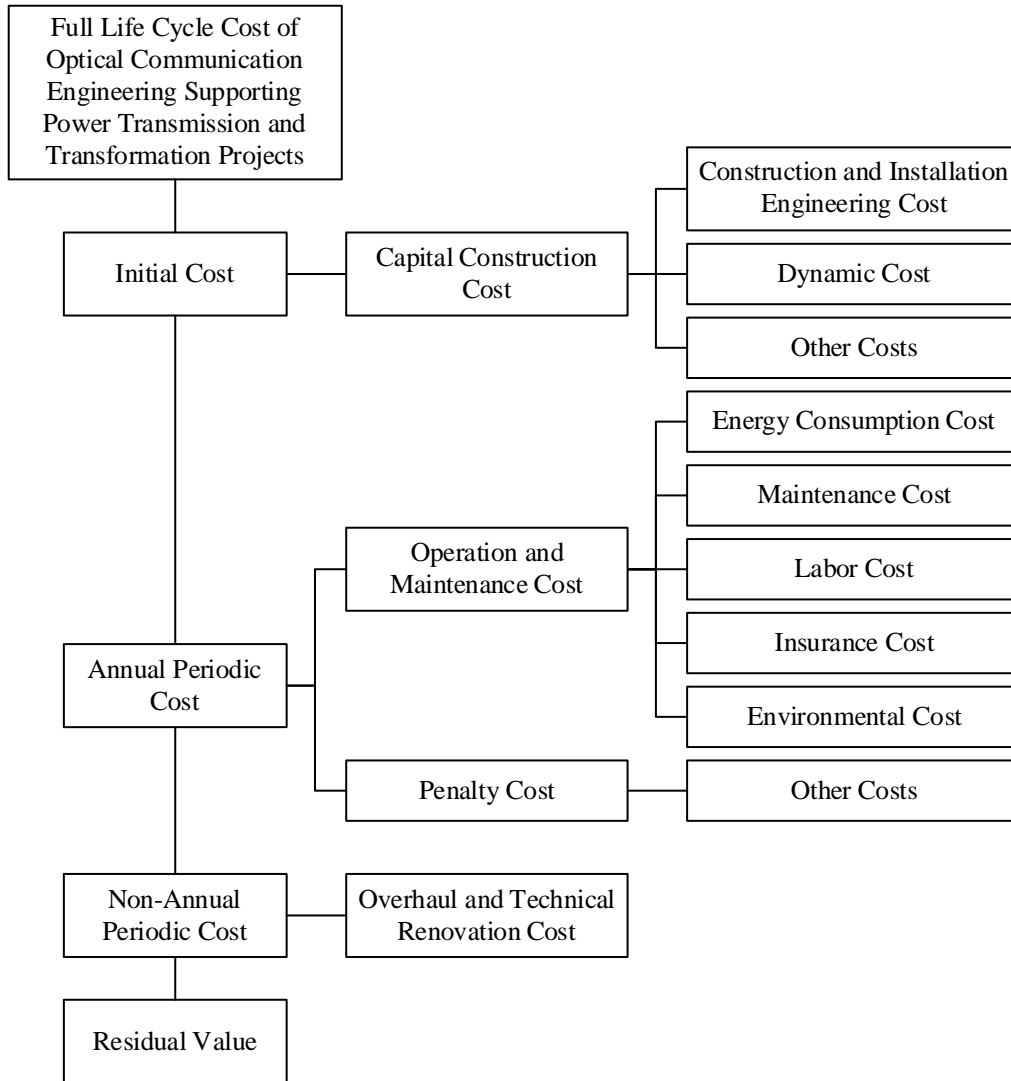 Full Life Cycle Cost of
Optical Communication
Engineering Supporting
Power Transmission and
Transformation Projects
Initial Cost
Capital Construction
Cost
Construction and Installation
Engineering Cost
Dynamic Cost
Other Costs
Annual Periodic
Cost
Operation and
Maintenance Cost
Energy Consumption Cost
Maintenance Cost
Labor Cost
Insurance Cost
Environmental Cost
Penalty Cost
Other Costs
Non-Annual
Periodic Cost
Overhaul and Technical
Renovation Cost
Residual Value